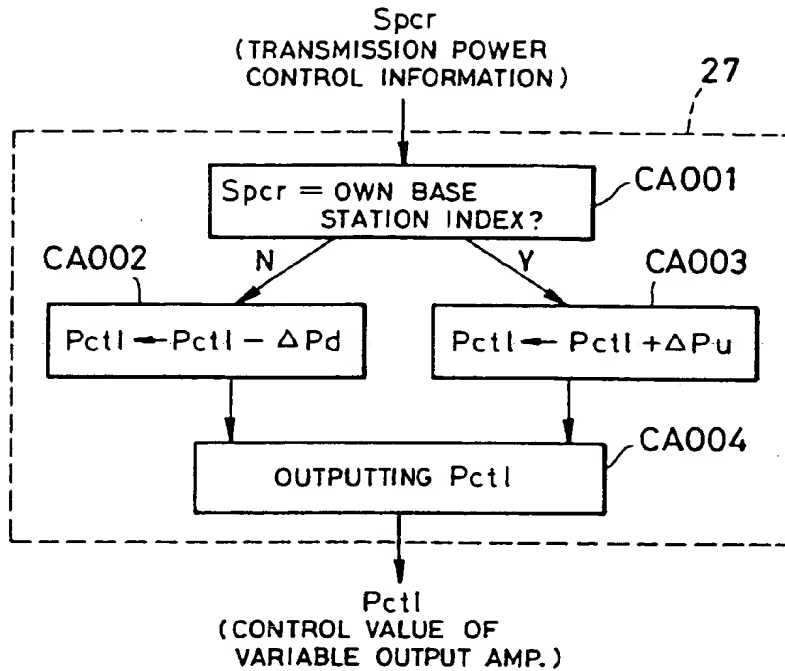 Spcr
(TRANSMISSION POWER
CONTROL INFORMATION)
27
Spcr = OWN BASE
STATION INDEX?
CA001
CA002
N
Y
CA003
Pctl ← Pctl − ΔPd
Pctl ← Pctl + ΔPu
CA004
OUTPUTTING Pctl
Pctl
(CONTROL VALUE OF
VARIABLE OUTPUT AMP.)